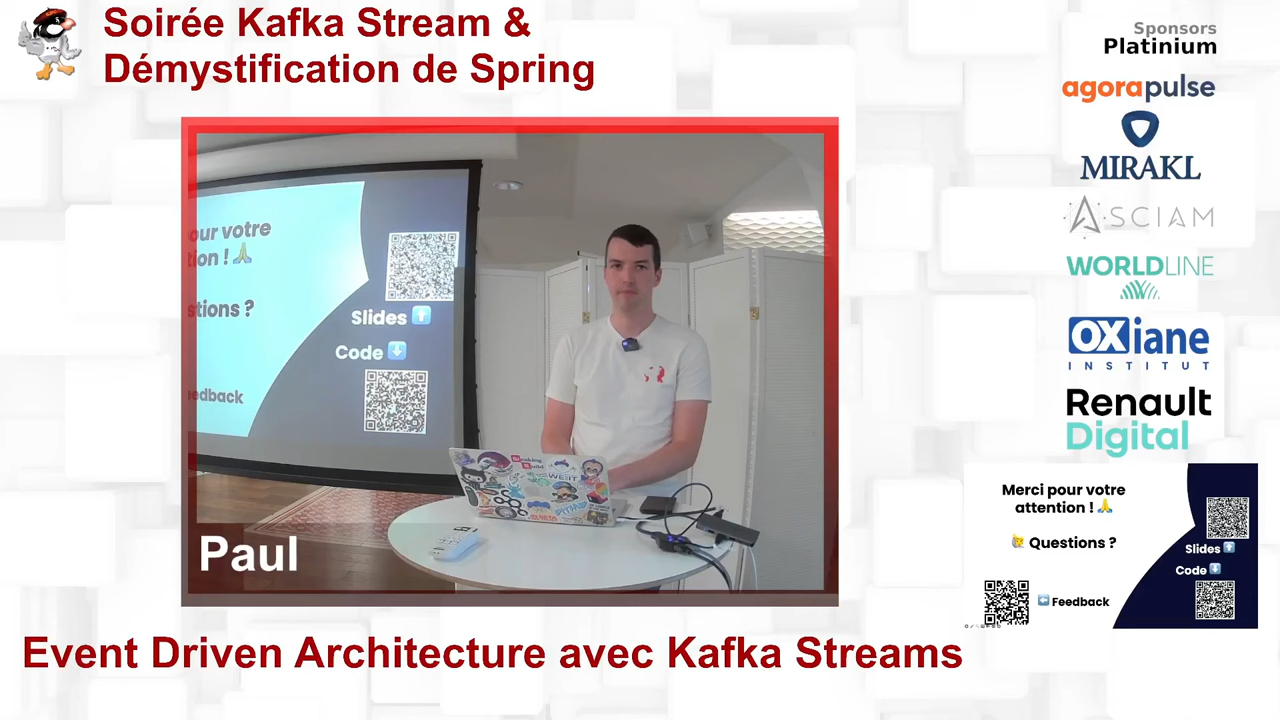 Soirée Kafka Stream &
Démystification de Spring
Sponsors
Platinium
agorapulse
MIRAKL
ASCIAM
WORLDLINE
OXiane
INSTITUT
Renault
Digital
our votre
tion ! 🙏
stions ?
Slides ⬆️
Code ⬇️
edback
WEIT
Paul
Merci pour votre
attention ! 🙏
Questions ?
Slides ⬆️
Code ⬇️
⬅️ Feedback
Event Driven Architecture avec Kafka Streams